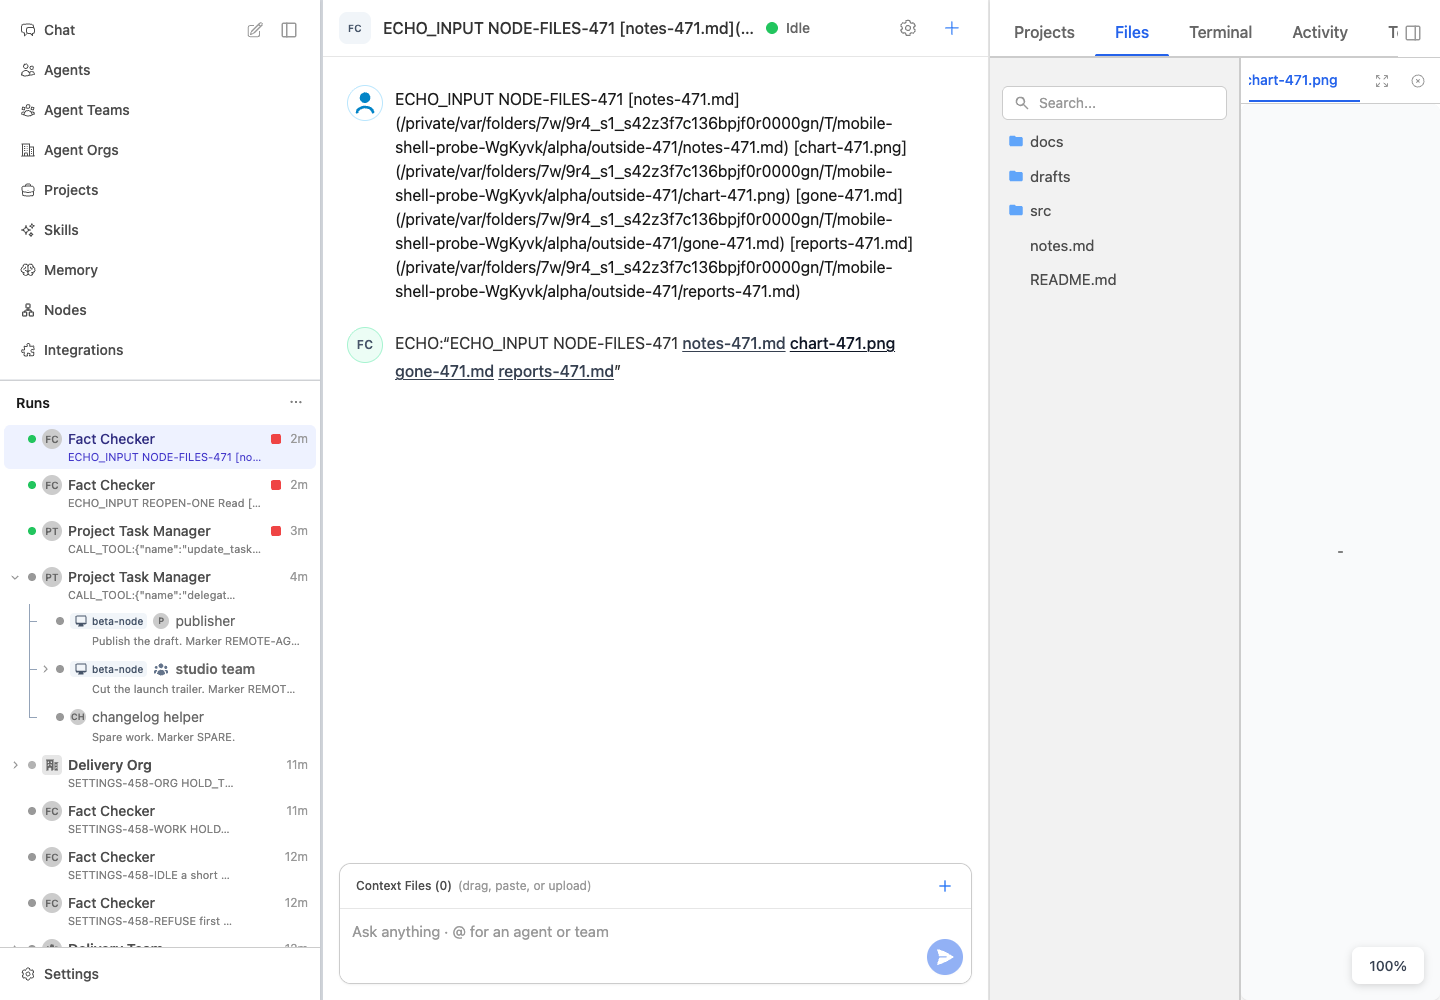 Chat
Agents
Agent Teams
Agent Orgs
Projects
Skills
Memory
Nodes
Integrations
Runs
FC Fact Checker 2m
ECHO_INPUT NODE-FILES-471 [no...
FC Fact Checker 2m
ECHO_INPUT REOPEN-ONE Read [...
PT Project Task Manager 3m
CALL_TOOL:{"name":"update_task...
PT Project Task Manager 4m
CALL_TOOL:{"name":"delegat...
beta-node P publisher
Publish the draft. Marker REMOTE-AG...
beta-node studio team
Cut the launch trailer. Marker REMOT...
CH changelog helper
Spare work. Marker SPARE.
Delivery Org 11m
SETTINGS-458-ORG HOLD_T...
FC Fact Checker 11m
SETTINGS-458-WORK HOLD...
FC Fact Checker 12m
SETTINGS-458-IDLE a short ...
FC Fact Checker 12m
SETTINGS-458-REFUSE first ...
Delivery Team 12m
Settings
FC ECHO_INPUT NODE-FILES-471 [notes-471.md](... Idle
ECHO_INPUT NODE-FILES-471 [notes-471.md]
(/private/var/folders/7w/9r4_s1_s42z3f7c136bpjf0r0000gn/T/mobile-
shell-probe-WgKyvk/alpha/outside-471/notes-471.md) [chart-471.png]
(/private/var/folders/7w/9r4_s1_s42z3f7c136bpjf0r0000gn/T/mobile-
shell-probe-WgKyvk/alpha/outside-471/chart-471.png) [gone-471.md]
(/private/var/folders/7w/9r4_s1_s42z3f7c136bpjf0r0000gn/T/mobile-
shell-probe-WgKyvk/alpha/outside-471/gone-471.md) [reports-471.md]
(/private/var/folders/7w/9r4_s1_s42z3f7c136bpjf0r0000gn/T/mobile-
shell-probe-WgKyvk/alpha/outside-471/reports-471.md)
FC ECHO:“ECHO_INPUT NODE-FILES-471 notes-471.md chart-471.png
gone-471.md reports-471.md”
Context Files (0) (drag, paste, or upload)
Ask anything · @ for an agent or team
Projects Files Terminal Activity
Search...
docs
drafts
src
notes.md
README.md
chart-471.png
100%